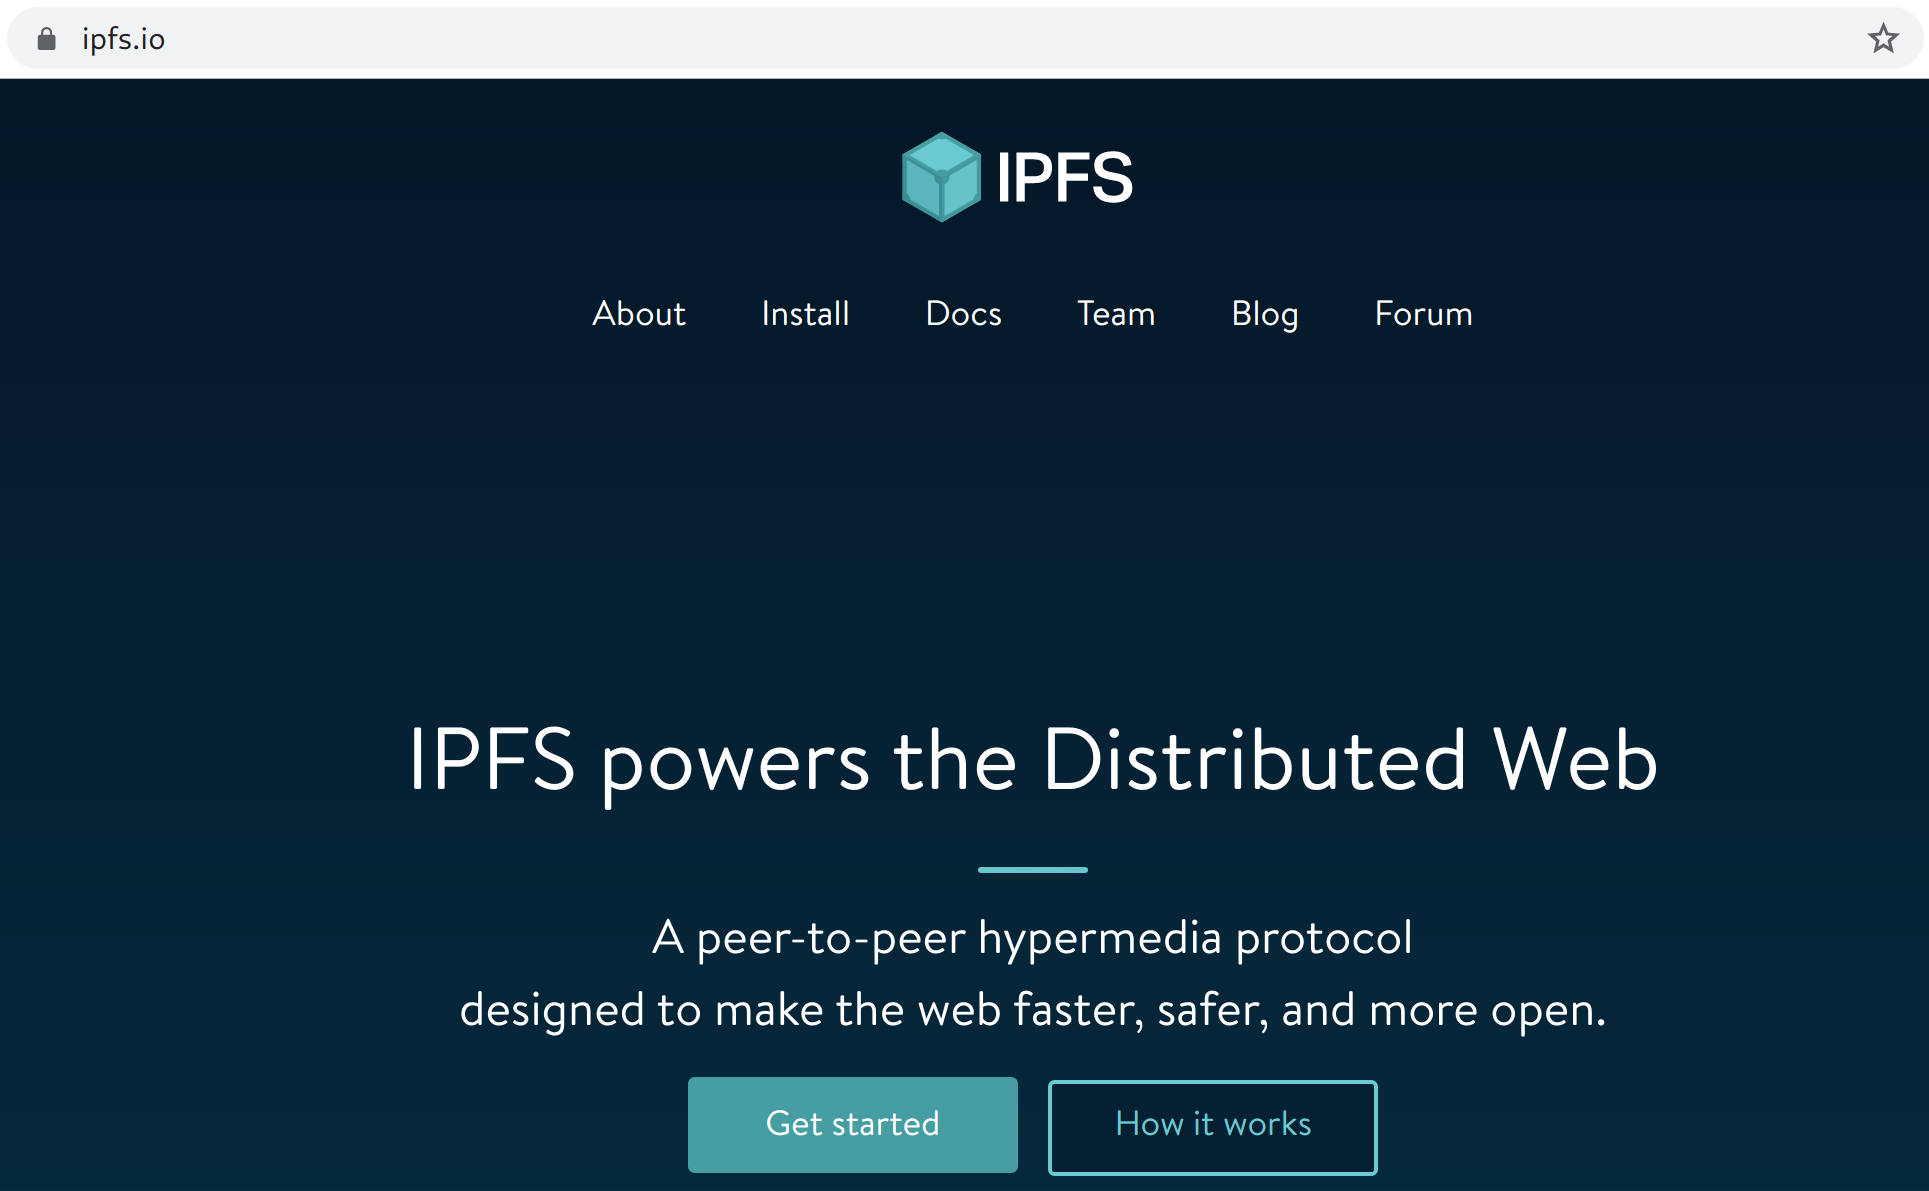 ipfs.io
IPFS
About Install Docs Team Blog Forum
IPFS powers the Distributed Web
A peer-to-peer hypermedia protocol
designed to make the web faster, safer, and more open.
Get started How it works